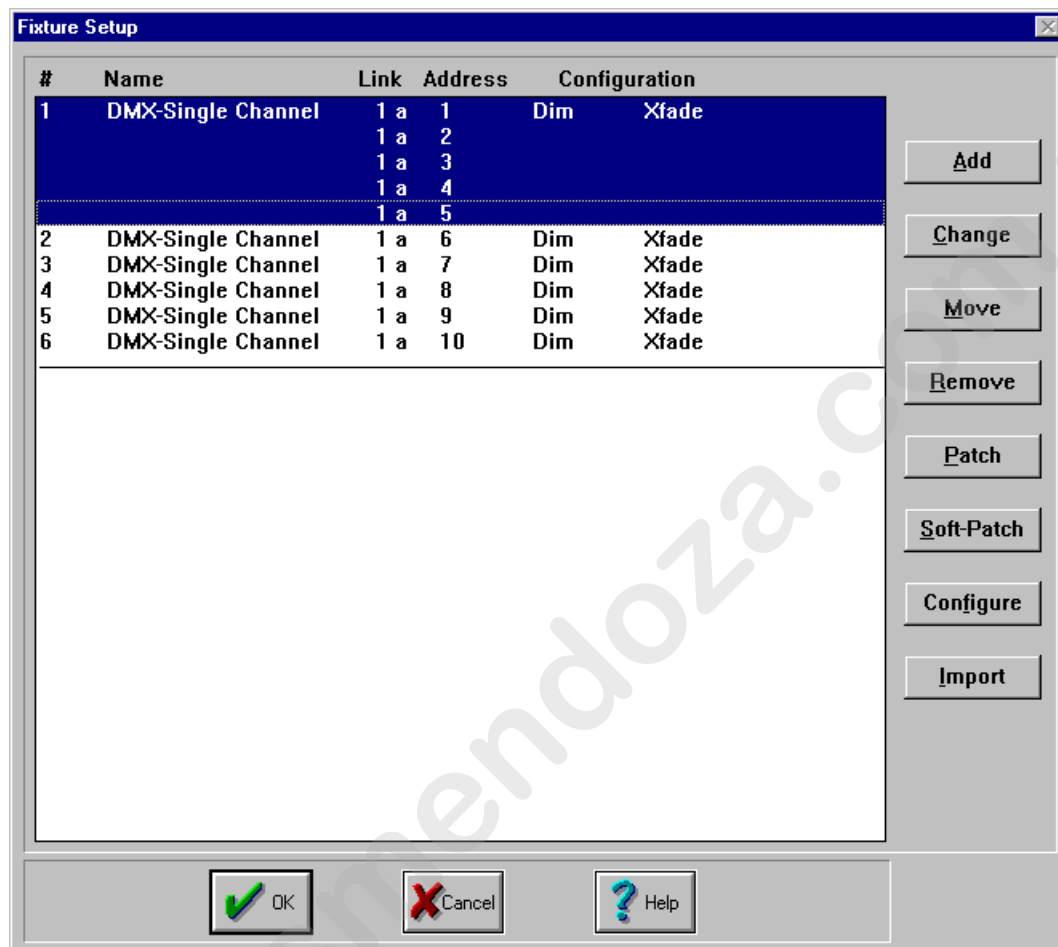 Fixture Setup
# Name Link Address Configuration
1 DMX-Single Channel 1 a 1 Dim Xfade
1 a 2
1 a 3
1 a 4
1 a 5
2 DMX-Single Channel 1 a 6 Dim Xfade
3 DMX-Single Channel 1 a 7 Dim Xfade
4 DMX-Single Channel 1 a 8 Dim Xfade
5 DMX-Single Channel 1 a 9 Dim Xfade
6 DMX-Single Channel 1 a 10 Dim Xfade
Add
Change
Move
Remove
Patch
Soft-Patch
Configure
Import
OK Cancel Help
mendoza.com